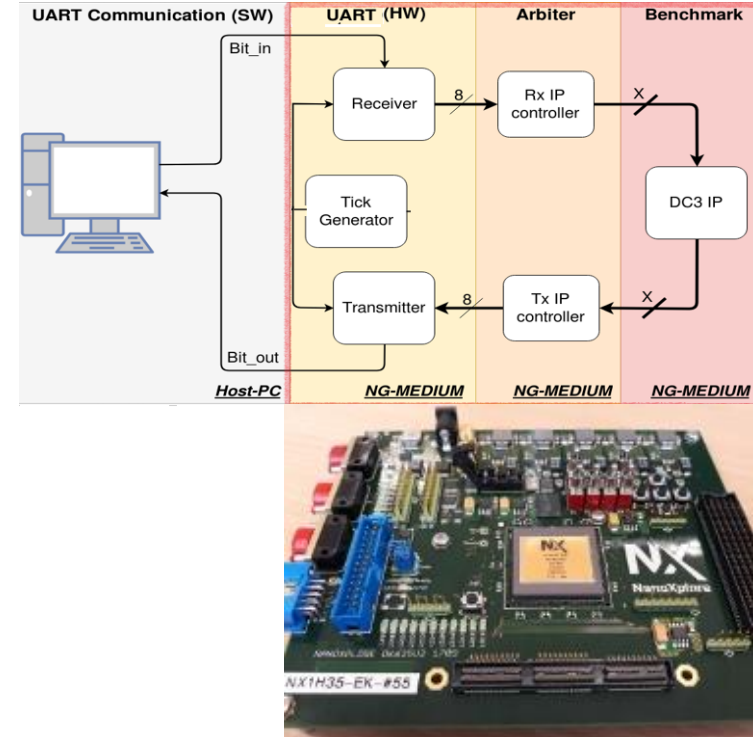 UART Communication (SW)
UART (HW)
Arbiter
Benchmark
Bit_in
Receiver
8
Rx IP
controller
X
Tick
Generator
DC3 IP
Transmitter
8
Tx IP
controller
X
Bit_out
Host-PC
NG-MEDIUM
NG-MEDIUM
NG-MEDIUM
NX
NX
NanoXplore
NX1H35-EK-#55